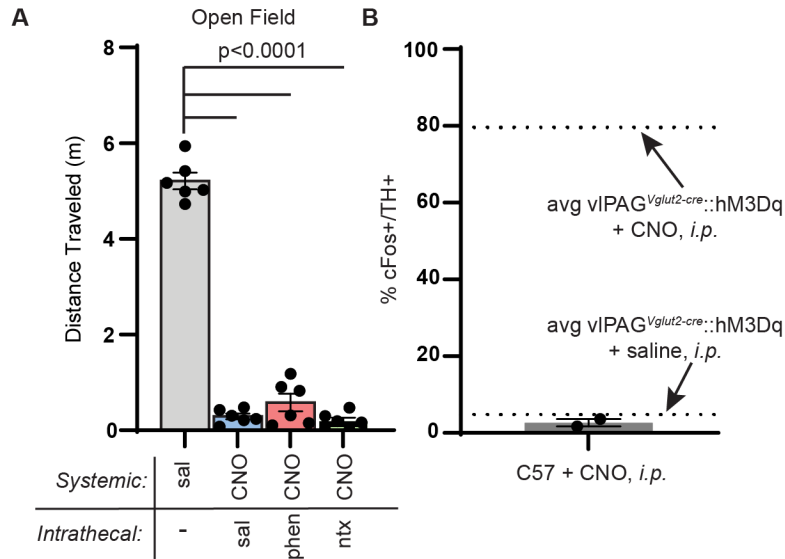 A
Open Field
p<0.0001
8
6
4
2
0
Distance Traveled (m)
Systemic: sal CNO CNO CNO
Intrathecal: - sal phen ntx
B
100
80
60
40
20
0
% cFos+/TH+
avg vlPAGVglut2-cre::hM3Dq
+ CNO, i.p.
avg vlPAGVglut2-cre::hM3Dq
+ saline, i.p.
C57 + CNO, i.p.